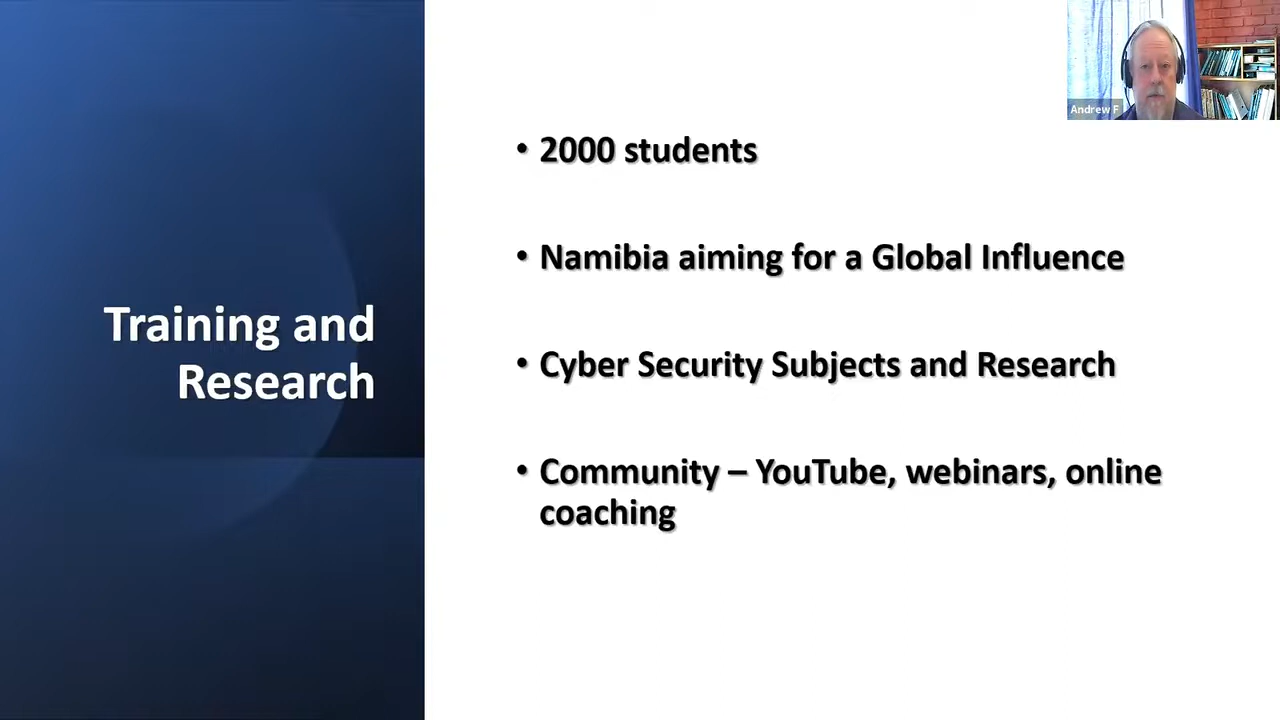 Training and
Research
• 2000 students
• Namibia aiming for a Global Influence
• Cyber Security Subjects and Research
• Community – YouTube, webinars, online
coaching
Andrew F